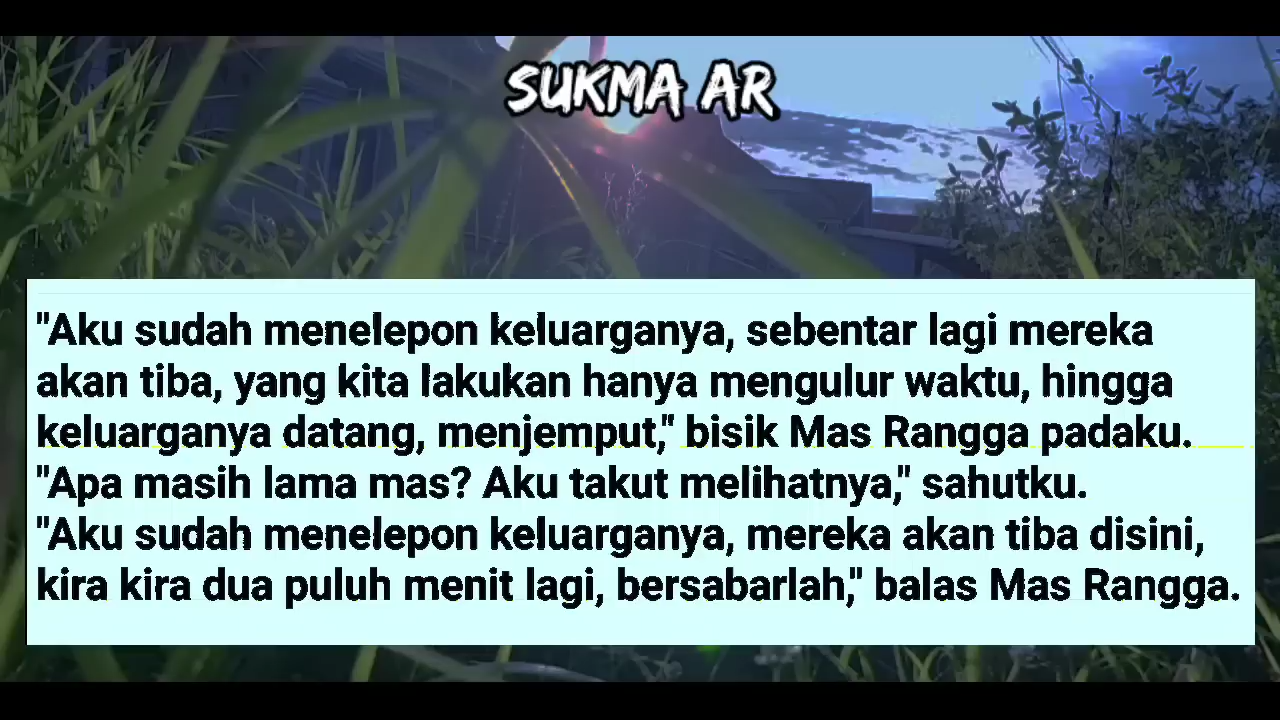 SUKMA AR
"Aku sudah menelepon keluarganya, sebentar lagi mereka
akan tiba, yang kita lakukan hanya mengulur waktu, hingga
keluarganya datang, menjemput," bisik Mas Rangga padaku.
"Apa masih lama mas? Aku takut melihatnya," sahutku.
"Aku sudah menelepon keluarganya, mereka akan tiba disini,
kira kira dua puluh menit lagi, bersabarlah," balas Mas Rangga.